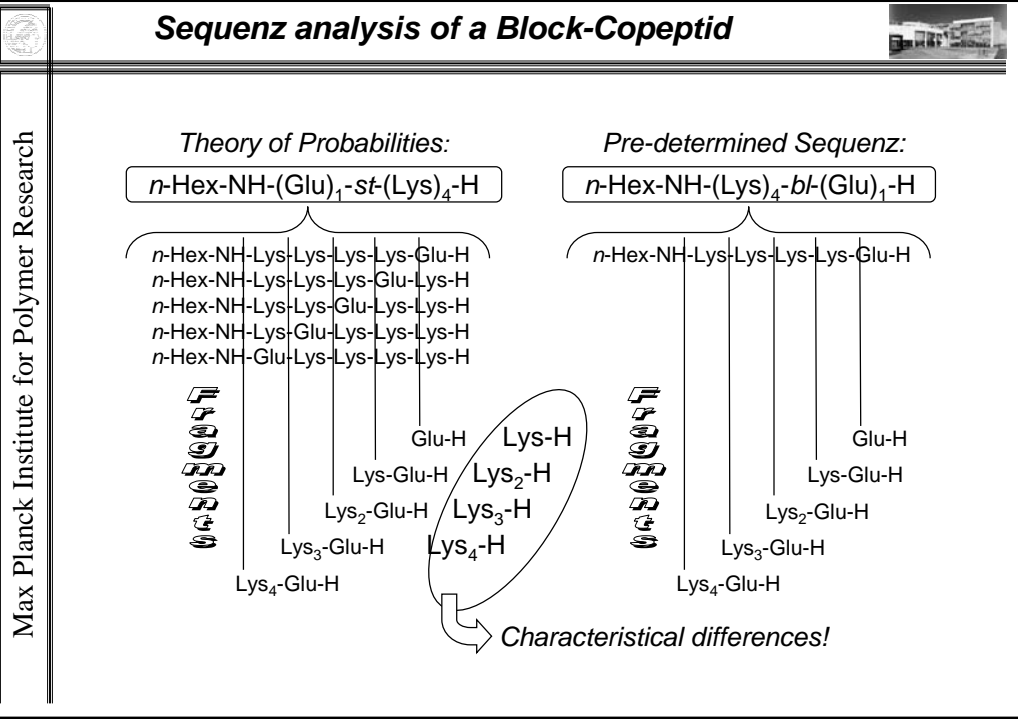 Sequenz analysis of a Block-Copeptid
Max Planck Institute for Polymer Research
Theory of Probabilities:
n-Hex-NH-(Glu)₁-st-(Lys)₄-H
n-Hex-NH-Lys-Lys-Lys-Lys-Glu-H
n-Hex-NH-Lys-Lys-Lys-Glu-Lys-H
n-Hex-NH-Lys-Lys-Glu-Lys-Lys-H
n-Hex-NH-Lys-Glu-Lys-Lys-Lys-H
n-Hex-NH-Glu-Lys-Lys-Lys-Lys-H
Fragments
Glu-H
Lys-Glu-H
Lys₂-Glu-H
Lys₃-Glu-H
Lys₄-Glu-H
Lys-H
Lys₂-H
Lys₃-H
Lys₄-H
Characteristical differences!
Pre-determined Sequenz:
n-Hex-NH-(Lys)₄-bl-(Glu)₁-H
n-Hex-NH-Lys-Lys-Lys-Lys-Glu-H
Fragments
Glu-H
Lys-Glu-H
Lys₂-Glu-H
Lys₃-Glu-H
Lys₄-Glu-H